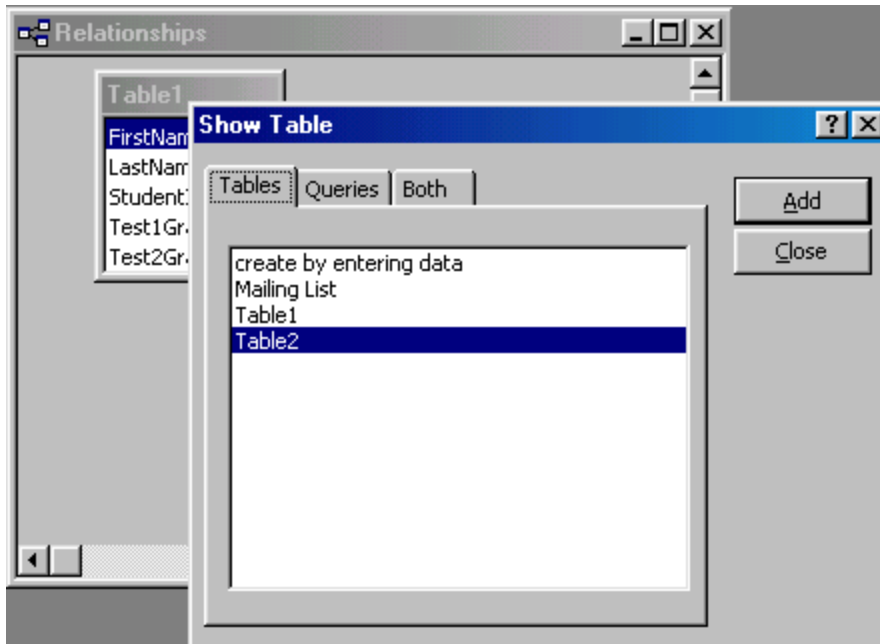 Relationships
Table1
FirstNam
LastNam
Student
Test1Gr
Test2Gr
Show Table
Tables Queries Both
create by entering data
Mailing List
Table1
Table2
Add
Close